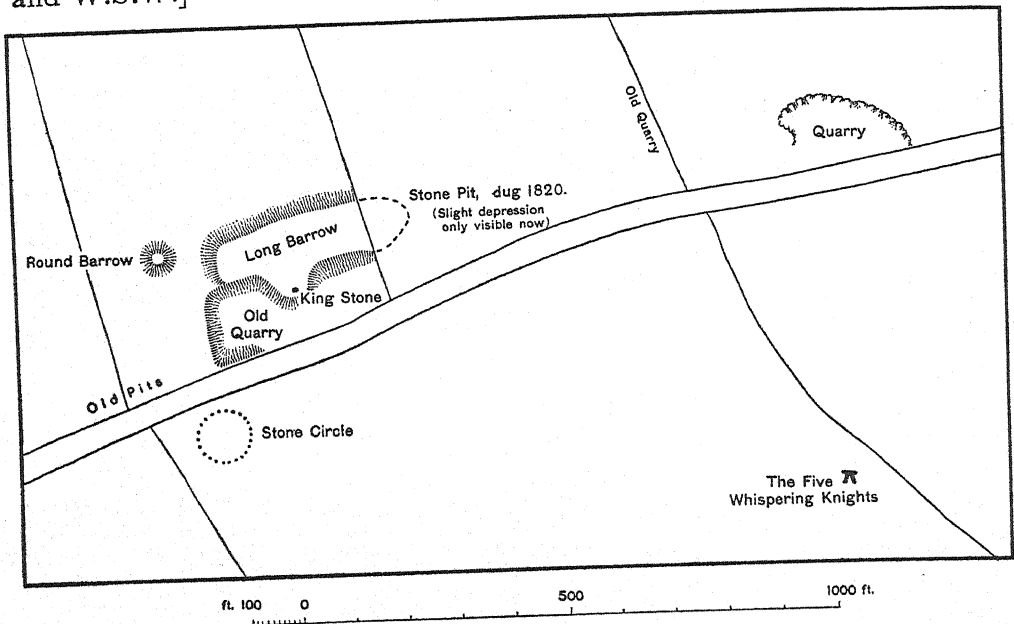 and W.S.W.]
Old Quarry
Quarry
Stone Pit, dug 1820.
(Slight depression
only visible now)
Long Barrow
Round Barrow
King Stone
Old
Quarry
Old Pits
Stone Circle
The Five
Whispering Knights
ft. 100 0 500 1000 ft.